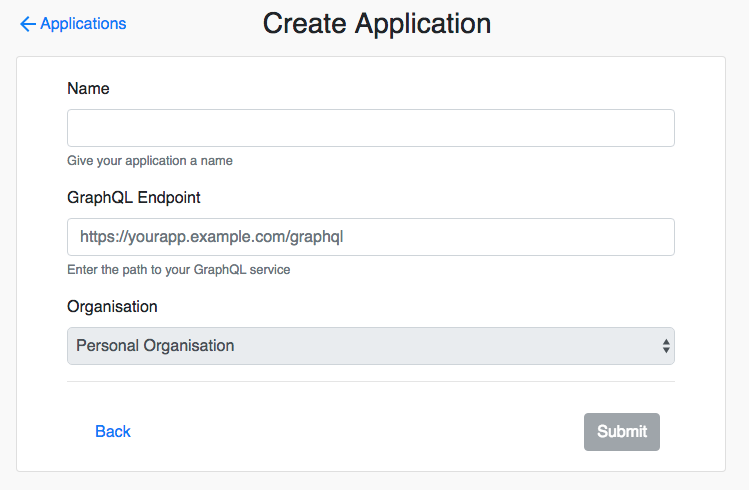 Applications
Create Application
Name
Give your application a name
GraphQL Endpoint
https://yourapp.example.com/graphql
Enter the path to your GraphQL service
Organisation
Personal Organisation
Back
Submit